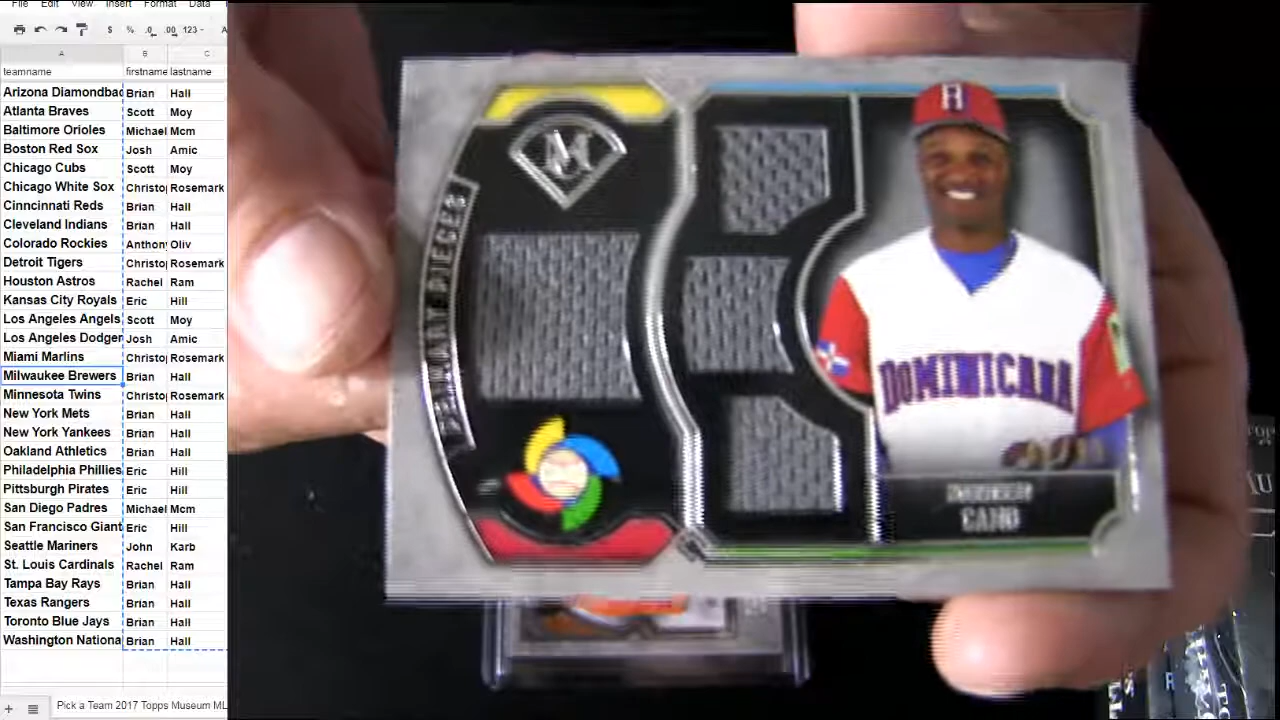 File Edit View Insert Format Data
$ % .0 .00 123
A B C
teamname firstname lastname
Arizona Diamondbac Brian Hall
Atlanta Braves Scott Moy
Baltimore Orioles Michael Mcm
Boston Red Sox Josh Amic
Chicago Cubs Scott Moy
Chicago White Sox Christo Rosemark
Cinncinati Reds Brian Hall
Cleveland Indians Brian Hall
Colorado Rockies Anthony Oliv
Detroit Tigers Christo Rosemark
Houston Astros Rachel Ram
Kansas City Royals Eric Hill
Los Angeles Angels Scott Moy
Los Angeles Dodger Josh Amic
Miami Marlins Christo Rosemark
Milwaukee Brewers Brian Hall
Minnesota Twins Christo Rosemark
New York Mets Brian Hall
New York Yankees Brian Hall
Oakland Athletics Brian Hall
Philadelphia Phillies Eric Hill
Pittsburgh Pirates Eric Hill
San Diego Padres Michael Mcm
San Francisco Giant Eric Hill
Seattle Mariners John Karb
St. Louis Cardinals Rachel Ram
Tampa Bay Rays Brian Hall
Texas Rangers Brian Hall
Toronto Blue Jays Brian Hall
Washington Nationa Brian Hall
Pick a Team 2017 Topps Museum ML
M
PRIMARY PIECES
DOMINICANA
CANO